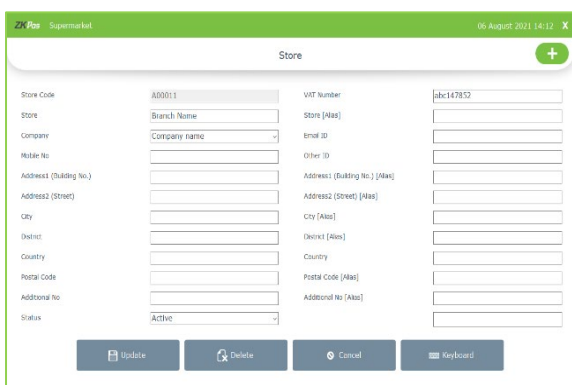 ZKPos Supermarket 06 August 2021 14:12 X
Store
Store Code A00011 VAT Number abc147852
Store Branch Name Store [Alias]
Company Company name Email ID
Mobile No Other ID
Address1 (Building No.) Address1 (Building No.) [Alias]
Address2 (Street) Address2 (Street) [Alias]
City City [Alias]
District District [Alias]
Country Country
Postal Code Postal Code [Alias]
Additional No Additional No [Alias]
Status Active
Update Delete Cancel Keyboard